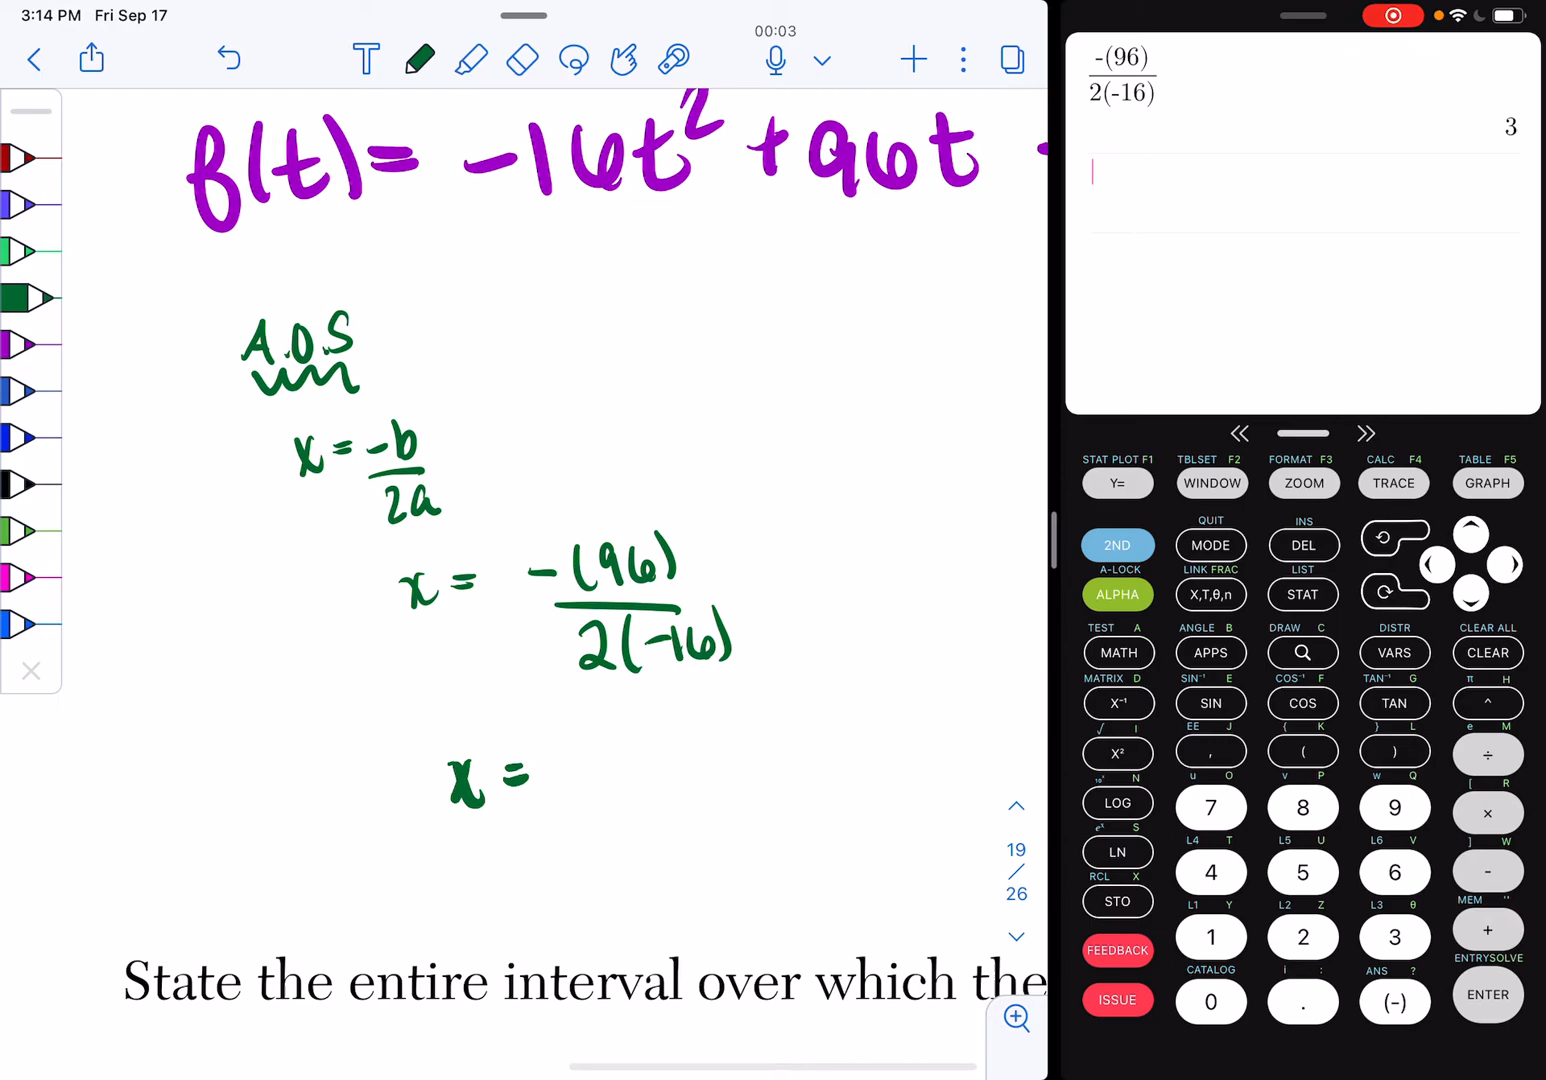 3:14 PM Fri Sep 17
00:03
T
f(t) = -16t² + 96t -
A.O.S
x = -b
2a
x = -(96)
2(-16)
x =
19
/
26
State the entire interval over which the
-(96)
2(-16)
3
STAT PLOT F1 TBLSET F2 FORMAT F3 CALC F4 TABLE F5
Y= WINDOW ZOOM TRACE GRAPH
QUIT INS
2ND MODE DEL
A-LOCK LINK FRAC LIST
ALPHA X,T,θ,n STAT
TEST A ANGLE B DRAW C DISTR CLEAR ALL
MATH APPS VARS CLEAR
MATRIX D SIN⁻¹ E COS⁻¹ F TAN⁻¹ G π H
X⁻¹ SIN COS TAN ^
√ I EE J { K } L e M
X² , ( ) ÷
10ˣ N u O v P w Q [ R
LOG 7 8 9 ×
eˣ S L4 T L5 U L6 V ] W
LN 4 5 6 -
RCL X L1 Y L2 Z L3 θ MEM "
STO 1 2 3 +
FEEDBACK
CATALOG i : ANS ? ENTRY SOLVE
ISSUE 0 . (-) ENTER